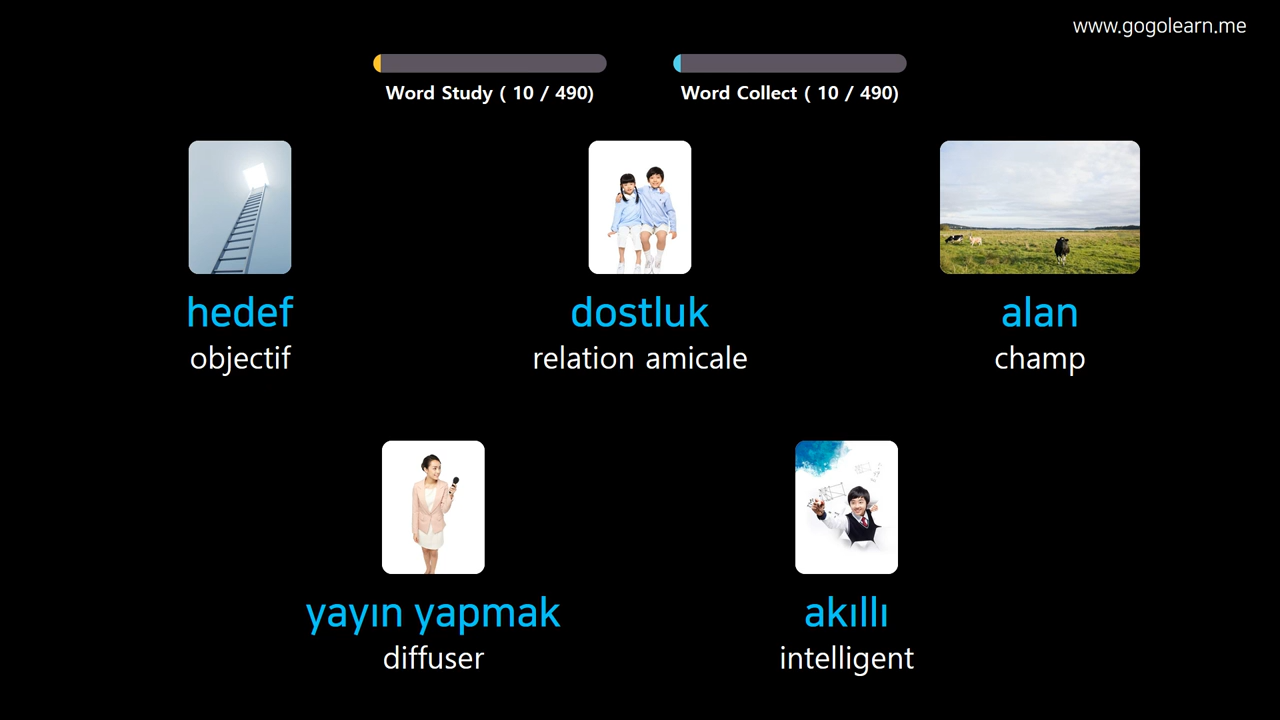 www.gogolearn.me
Word Study ( 10 / 490)
Word Collect ( 10 / 490)
hedef
objectif
dostluk
relation amicale
alan
champ
yayın yapmak
diffuser
akıllı
intelligent